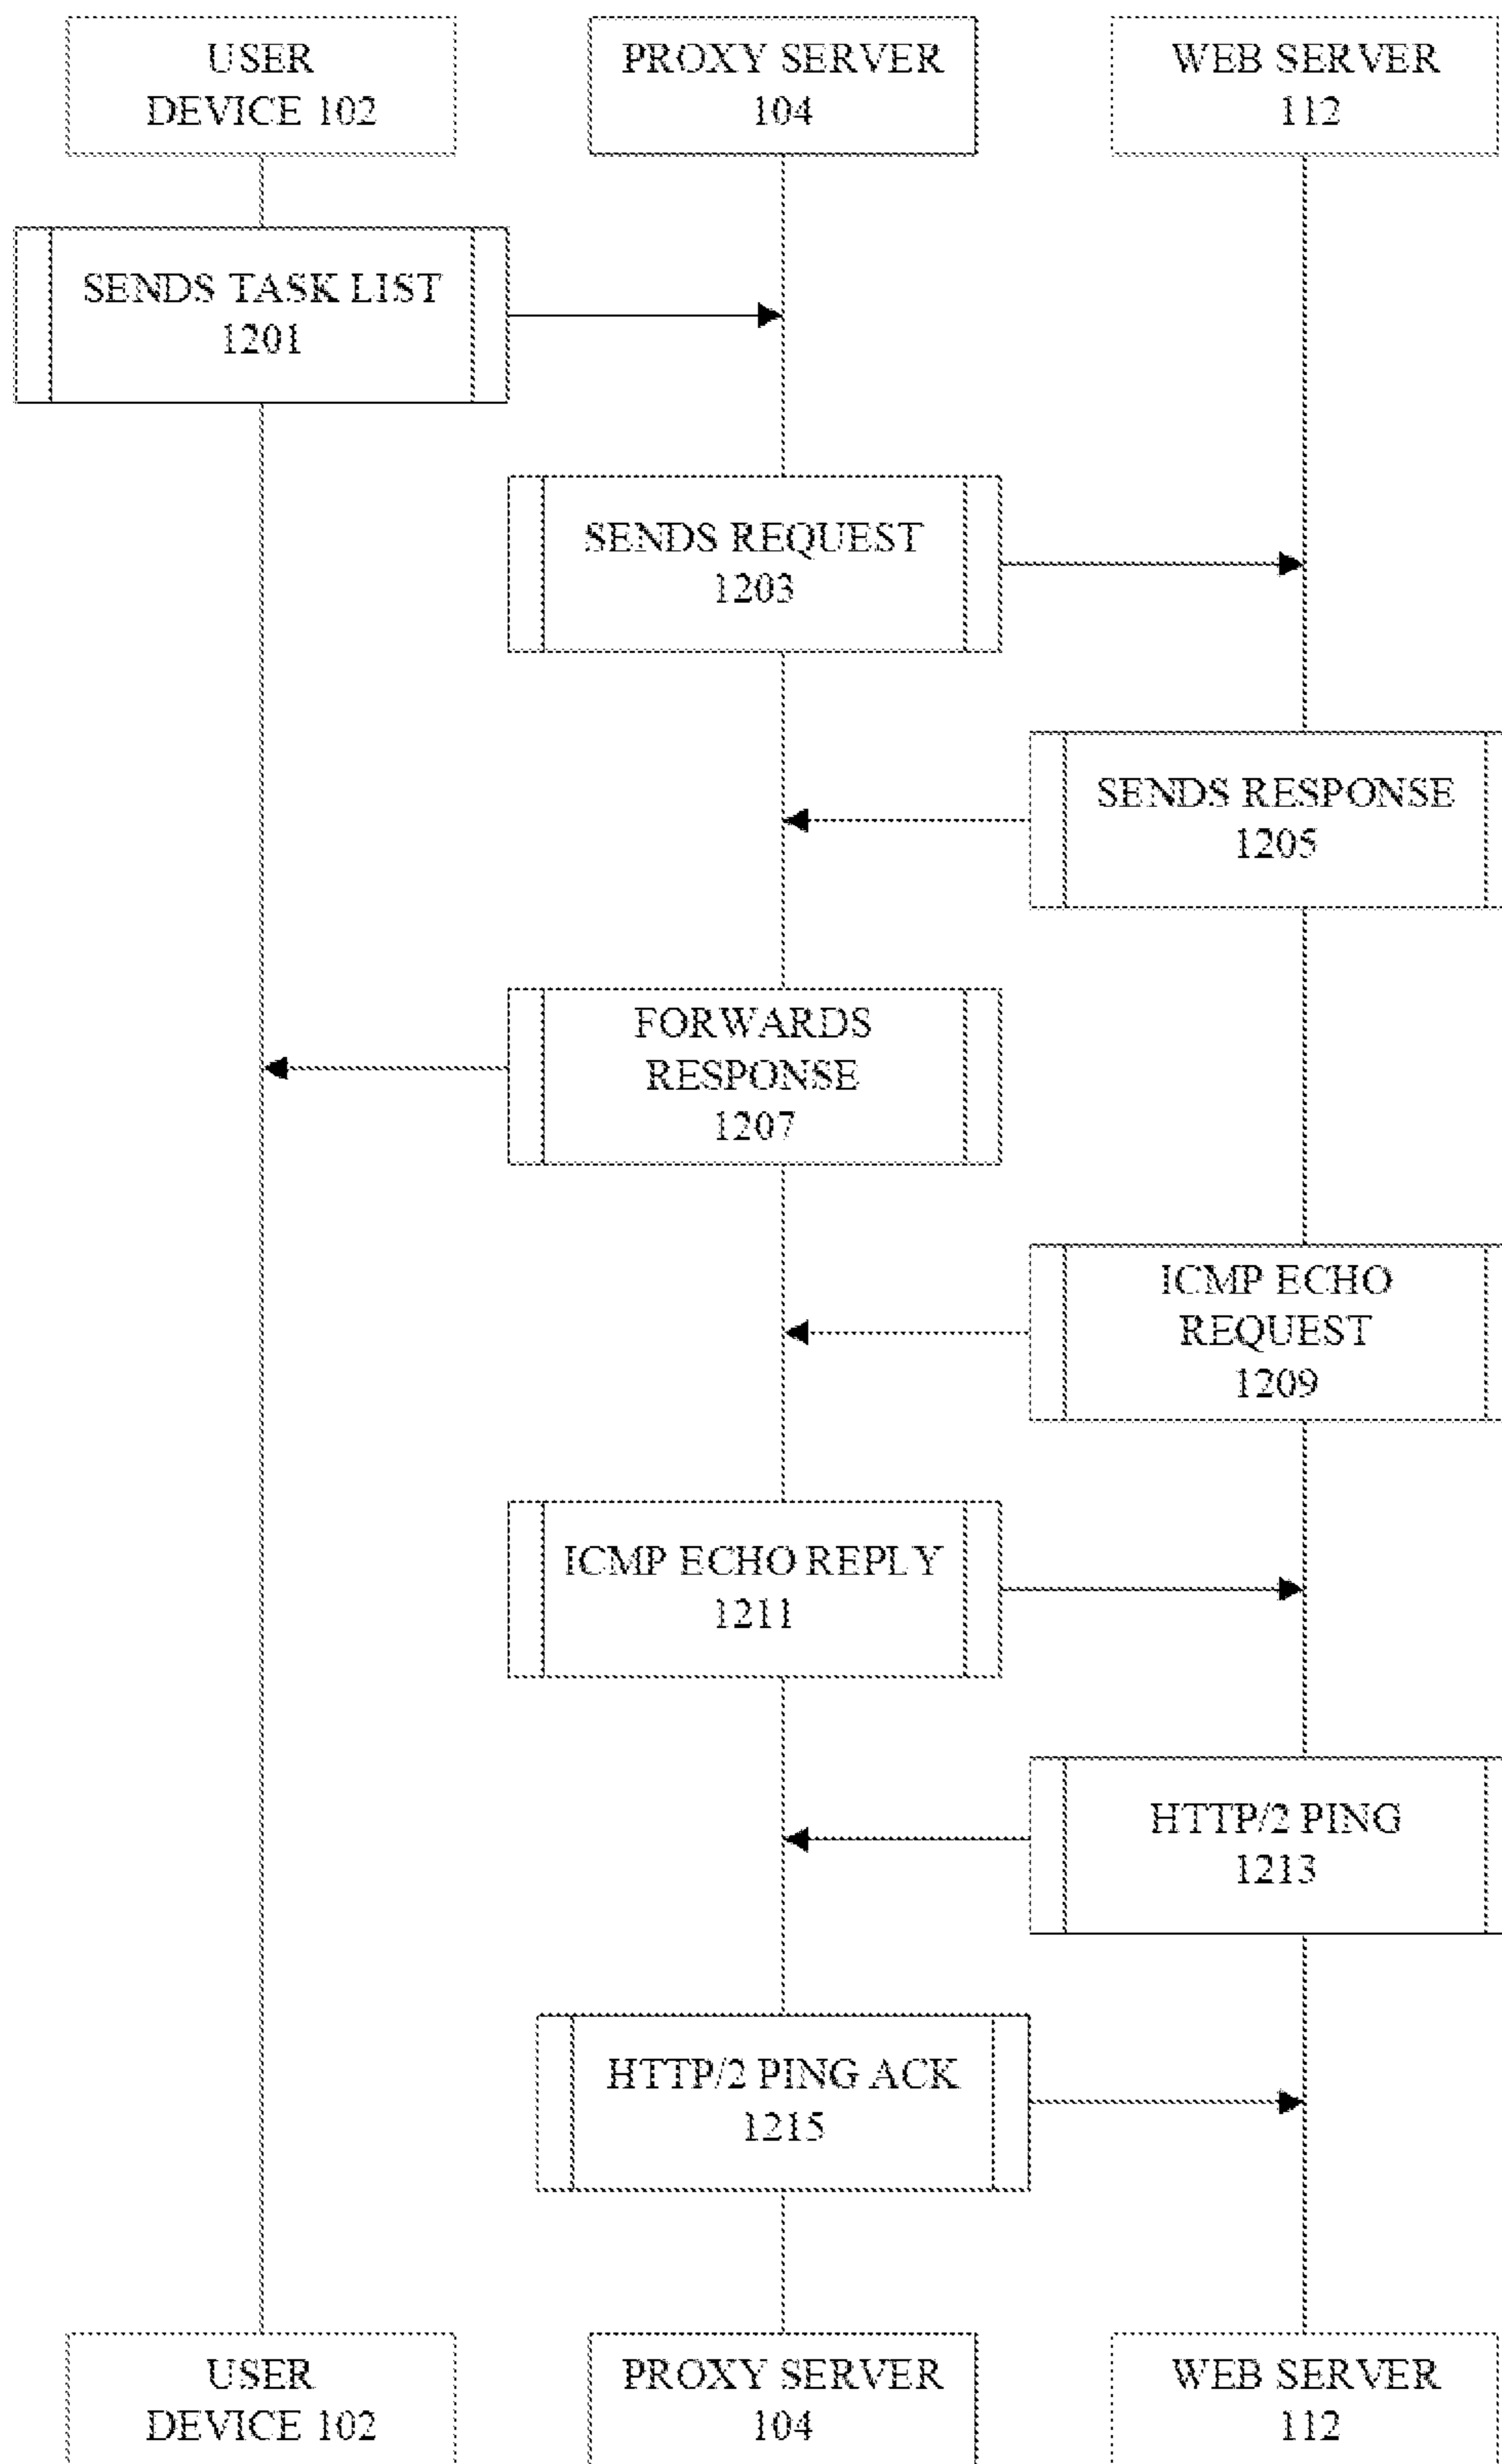 USER
DEVICE 102
PROXY SERVER
104
WEB SERVER
112
SENDS TASK LIST
1201
SENDS REQUEST
1203
SENDS RESPONSE
1205
FORWARDS
RESPONSE
1207
ICMP ECHO
REQUEST
1209
ICMP ECHO REPLY
1211
HTTP/2 PING
1213
HTTP/2 PING ACK
1215
USER
DEVICE 102
PROXY SERVER
104
WEB SERVER
112